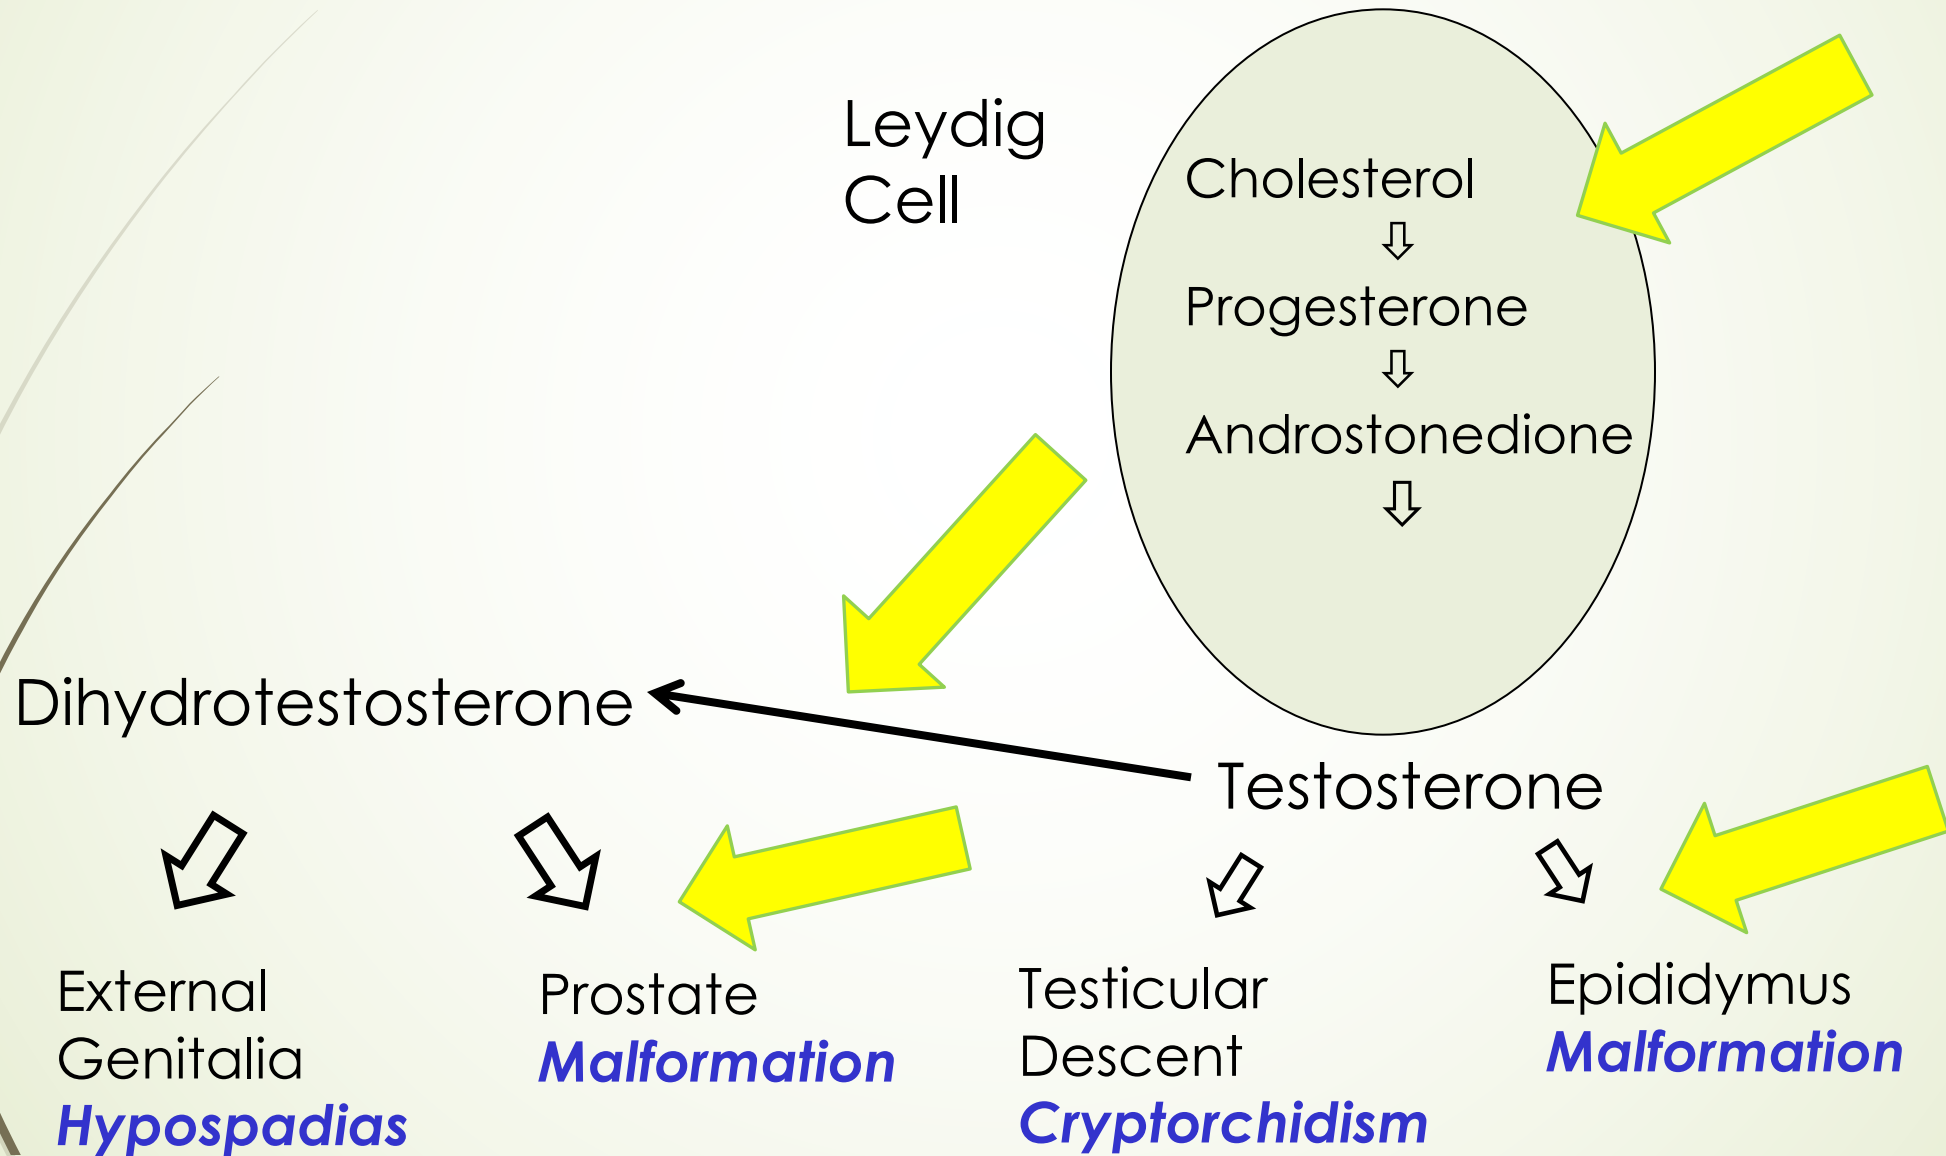 Leydig
Cell
Cholesterol
⇩
Progesterone
⇩
Androstonedione
⇩
Dihydrotestosterone
Testosterone
External
Genitalia
Hypospadias
Prostate
Malformation
Testicular
Descent
Cryptorchidism
Epididymus
Malformation